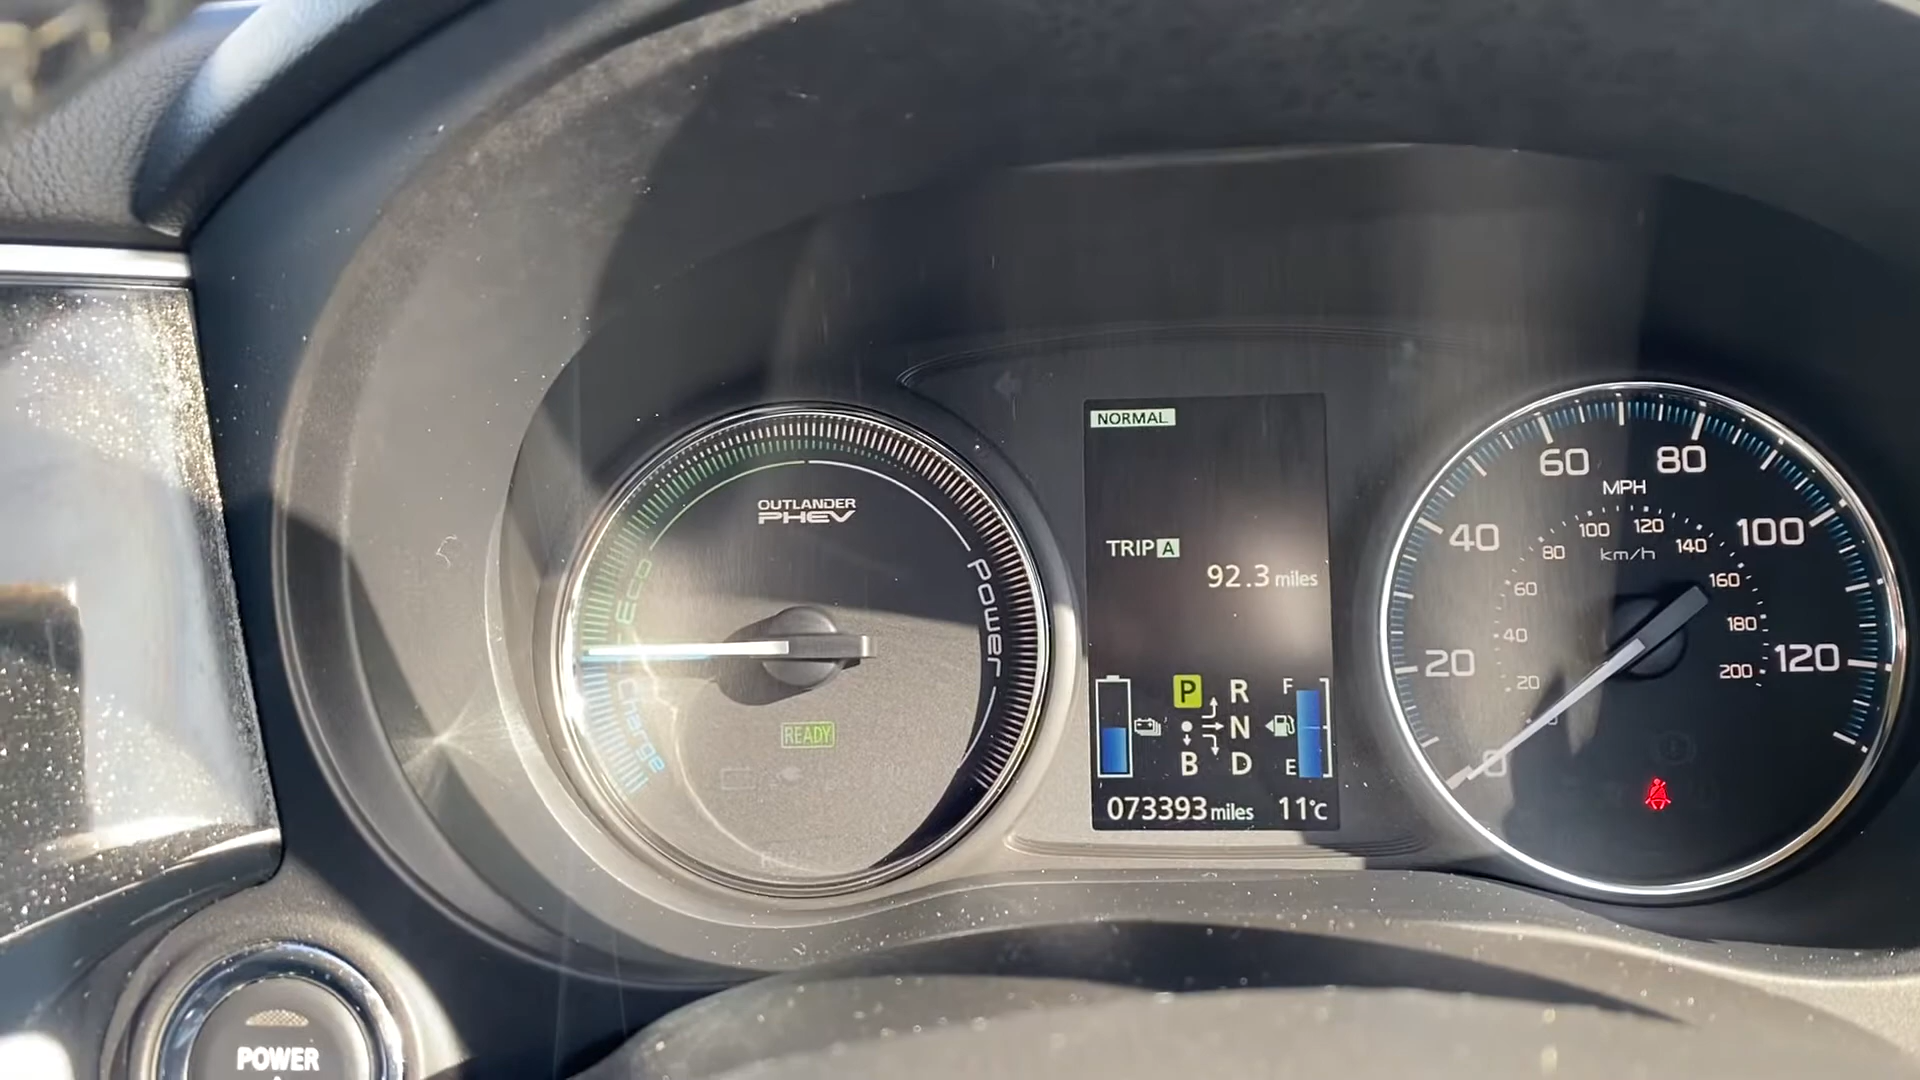 OUTLANDER
PHEV
Eco
Power
Charge
READY
NORMAL
TRIP A
92.3 miles
P R
N
B D
F
E
073393 miles 11°C
MPH
km/h
0 20 40 60 80 100 120
20 40 60 80 100 120 140 160 180 200
POWER